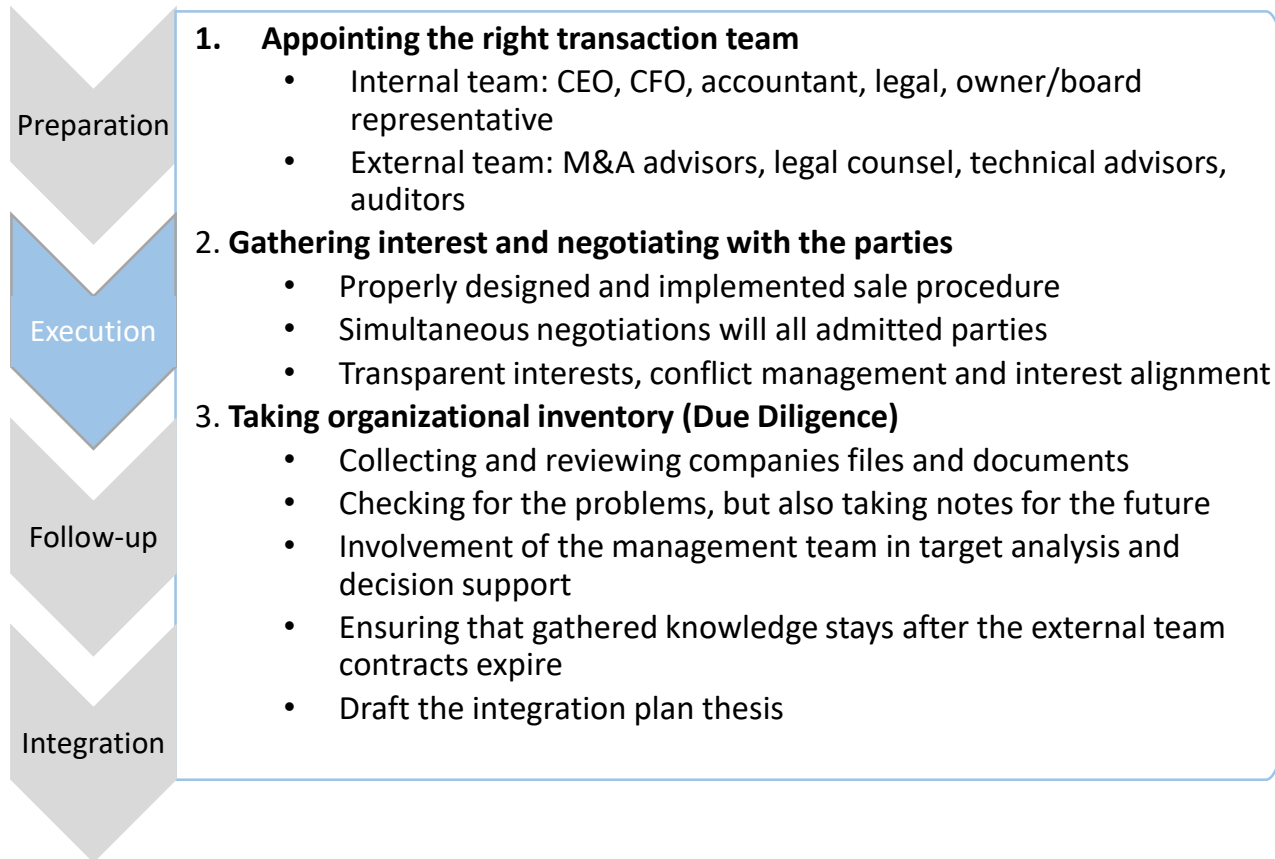 Preparation
Execution
Follow-up
Integration
1. Appointing the right transaction team
• Internal team: CEO, CFO, accountant, legal, owner/board
representative
• External team: M&A advisors, legal counsel, technical advisors,
auditors
2. Gathering interest and negotiating with the parties
• Properly designed and implemented sale procedure
• Simultaneous negotiations will all admitted parties
• Transparent interests, conflict management and interest alignment
3. Taking organizational inventory (Due Diligence)
• Collecting and reviewing companies files and documents
• Checking for the problems, but also taking notes for the future
• Involvement of the management team in target analysis and
decision support
• Ensuring that gathered knowledge stays after the external team
contracts expire
• Draft the integration plan thesis